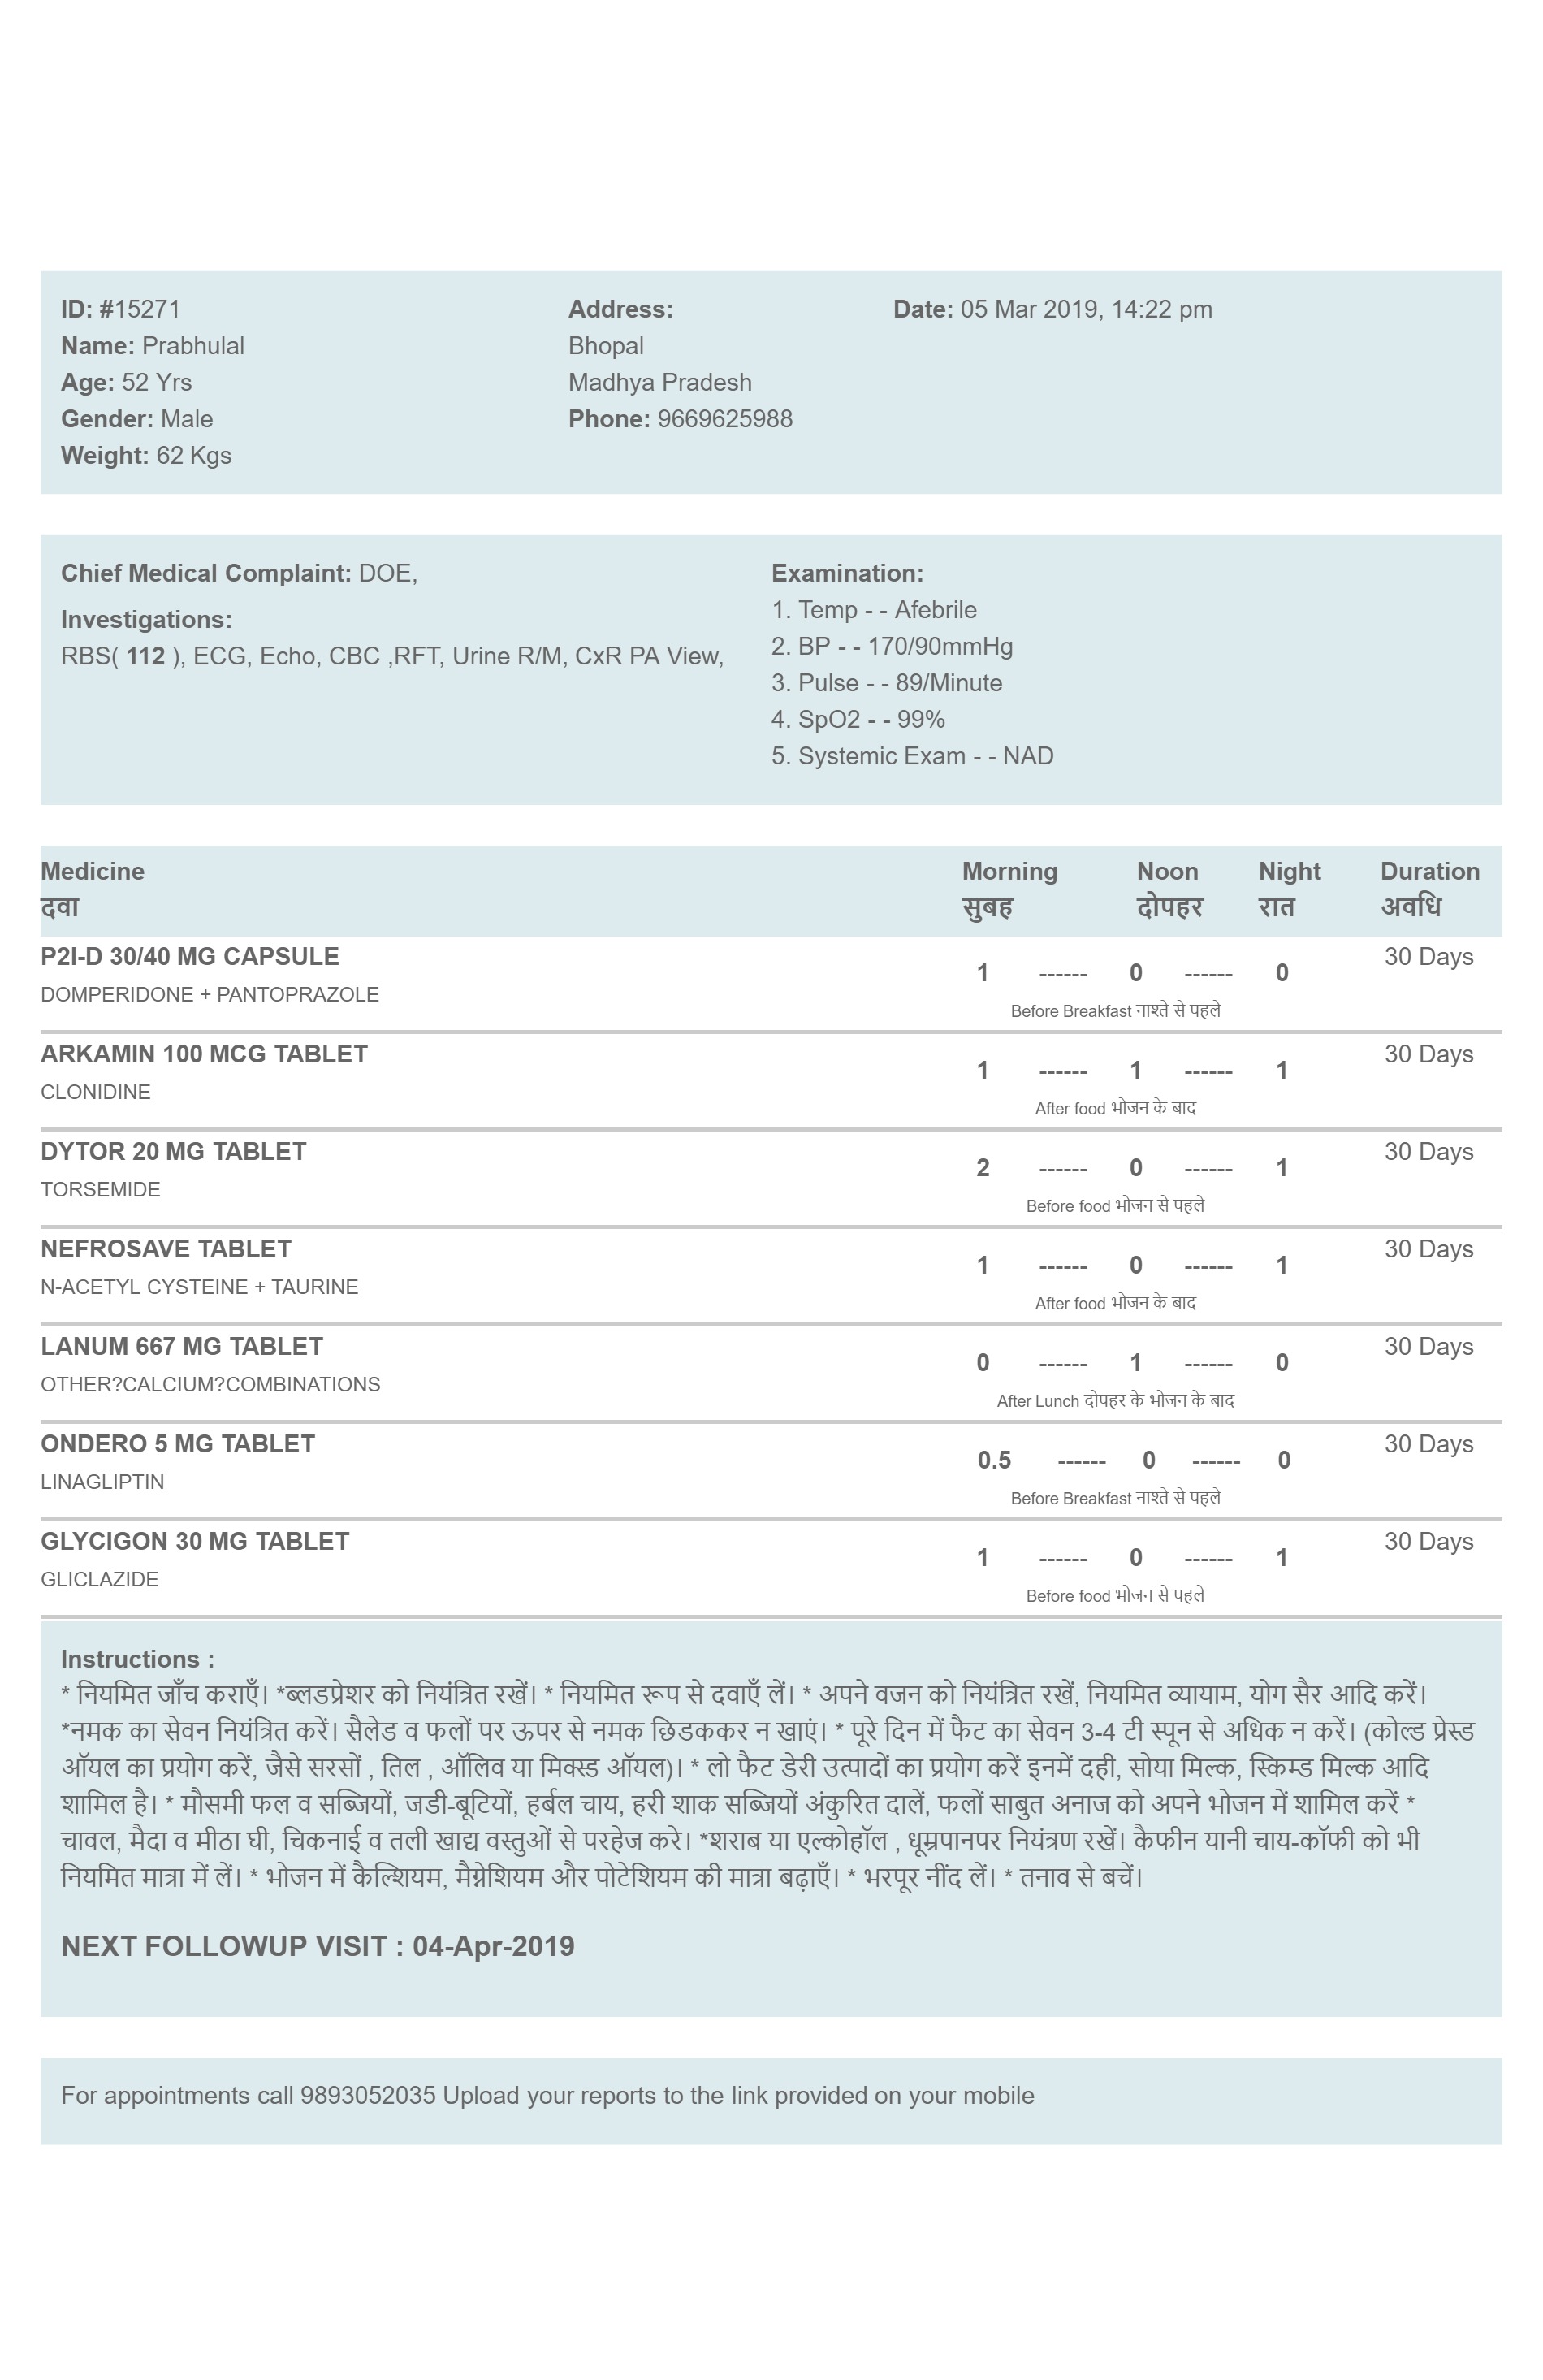 ID: #15271 Address: Date: 05 Mar 2019, 14:22 pm
Name: Prabhulal Bhopal
Age: 52 Yrs Madhya Pradesh
Gender: Male Phone: 9669625988
Weight: 62 Kgs
Chief Medical Complaint: DOE,
Investigations:
RBS( 112 ), ECG, Echo, CBC ,RFT, Urine R/M, CxR PA View,
Examination:
1. Temp - - Afebrile
2. BP - - 170/90mmHg
3. Pulse - - 89/Minute
4. SpO2 - - 99%
5. Systemic Exam - - NAD
Medicine Morning Noon Night Duration
दवा सुबह दोपहर रात अवधि
P2I-D 30/40 MG CAPSULE 1 ------ 0 ------ 0 30 Days
DOMPERIDONE + PANTOPRAZOLE Before Breakfast नाश्ते से पहले
ARKAMIN 100 MCG TABLET 1 ------ 1 ------ 1 30 Days
CLONIDINE After food भोजन के बाद
DYTOR 20 MG TABLET 2 ------ 0 ------ 1 30 Days
TORSEMIDE Before food भोजन से पहले
NEFROSAVE TABLET 1 ------ 0 ------ 1 30 Days
N-ACETYL CYSTEINE + TAURINE After food भोजन के बाद
LANUM 667 MG TABLET 0 ------ 1 ------ 0 30 Days
OTHER?CALCIUM?COMBINATIONS After Lunch दोपहर के भोजन के बाद
ONDERO 5 MG TABLET 0.5 ------ 0 ------ 0 30 Days
LINAGLIPTIN Before Breakfast नाश्ते से पहले
GLYCIGON 30 MG TABLET 1 ------ 0 ------ 1 30 Days
GLICLAZIDE Before food भोजन से पहले
Instructions :
* नियमित जाँच कराएँ। *ब्लडप्रेशर को नियंत्रित रखें। * नियमित रूप से दवाएँ लें। * अपने वजन को नियंत्रित रखें, नियमित व्यायाम, योग सैर आदि करें।
*नमक का सेवन नियंत्रित करें। सैलेड व फलों पर ऊपर से नमक छिडककर न खाएं। * पूरे दिन में फैट का सेवन 3-4 टी स्पून से अधिक न करें। (कोल्ड प्रेस्ड
ऑयल का प्रयोग करें, जैसे सरसों , तिल , ऑलिव या मिक्स्ड ऑयल)। * लो फैट डेरी उत्पादों का प्रयोग करें इनमें दही, सोया मिल्क, स्किम्ड मिल्क आदि
शामिल है। * मौसमी फल व सब्जियों, जडी-बूटियों, हर्बल चाय, हरी शाक सब्जियों अंकुरित दालें, फलों साबुत अनाज को अपने भोजन में शामिल करें *
चावल, मैदा व मीठा घी, चिकनाई व तली खाद्य वस्तुओं से परहेज करे। *शराब या एल्कोहॉल , धूम्रपानपर नियंत्रण रखें। कैफीन यानी चाय-कॉफी को भी
नियमित मात्रा में लें। * भोजन में कैल्शियम, मैग्नेशियम और पोटेशियम की मात्रा बढ़ाएँ। * भरपूर नींद लें। * तनाव से बचें।
NEXT FOLLOWUP VISIT : 04-Apr-2019
For appointments call 9893052035 Upload your reports to the link provided on your mobile